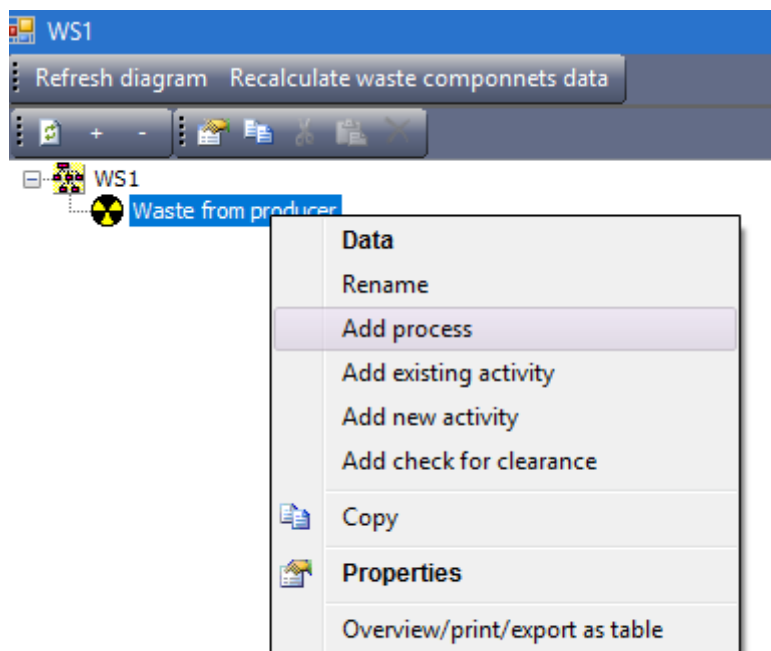 WS1
Refresh diagram Recalculate waste componnets data
+ -
WS1
Waste from producer
Data
Rename
Add process
Add existing activity
Add new activity
Add check for clearance
Copy
Properties
Overview/print/export as table